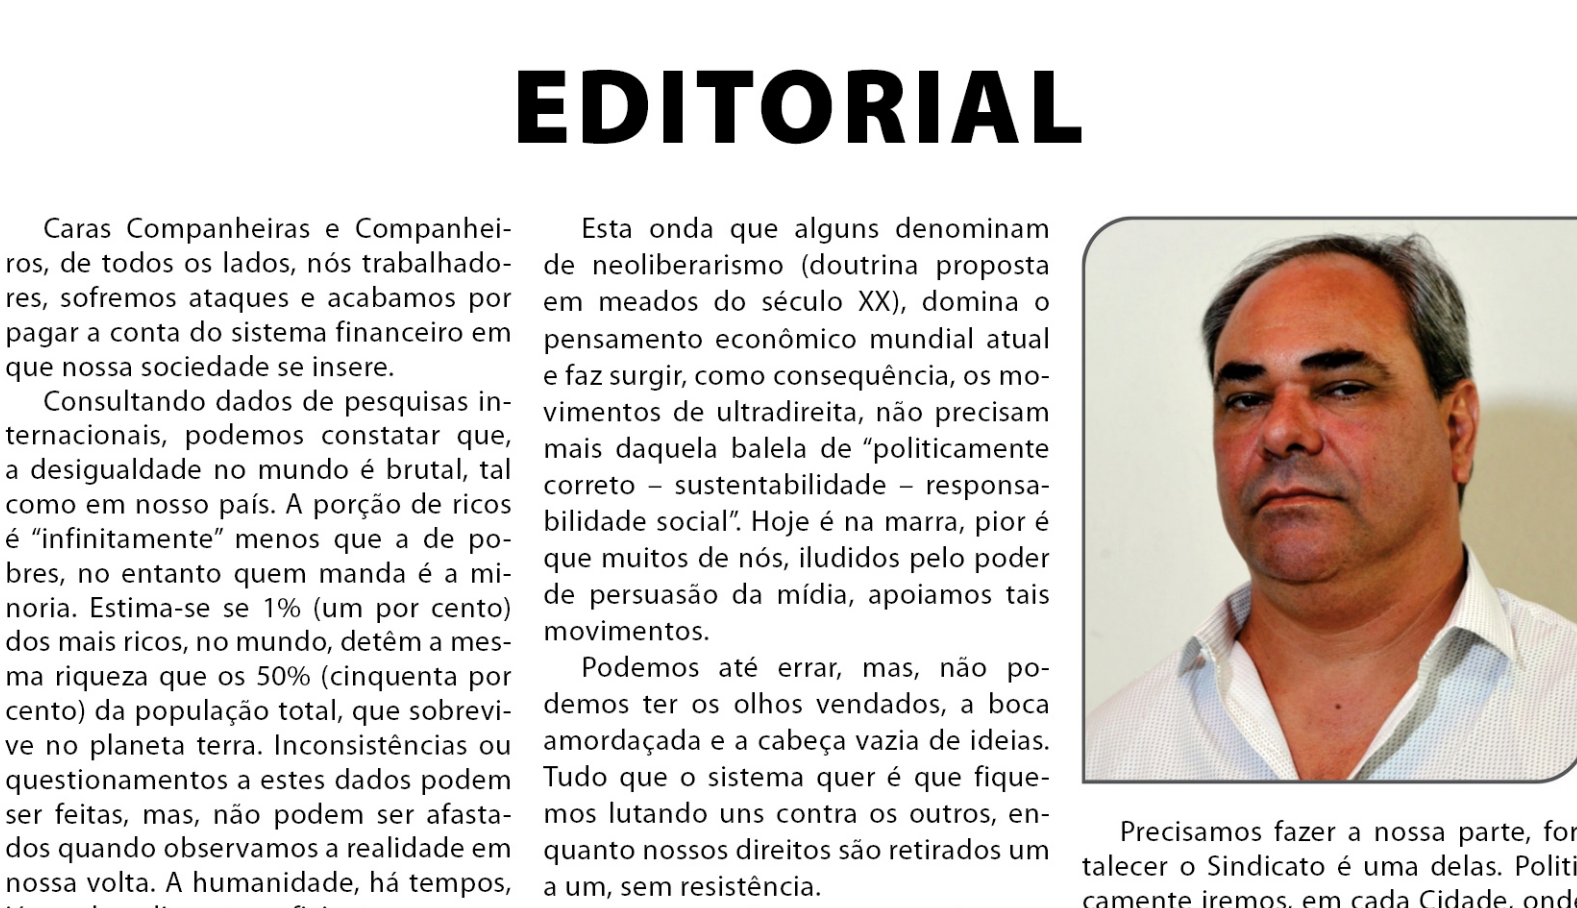 EDITORIAL
Caras Companheiras e Companhei-
ros, de todos os lados, nós trabalhado-
res, sofremos ataques e acabamos por
pagar a conta do sistema financeiro em
que nossa sociedade se insere.
Consultando dados de pesquisas in-
ternacionais, podemos constatar que,
a desigualdade no mundo é brutal, tal
como em nosso país. A porção de ricos
é “infinitamente” menos que a de po-
bres, no entanto quem manda é a mi-
noria. Estima-se se 1% (um por cento)
dos mais ricos, no mundo, detêm a mes-
ma riqueza que os 50% (cinquenta por
cento) da população total, que sobrevi-
ve no planeta terra. Inconsistências ou
questionamentos a estes dados podem
ser feitas, mas, não podem ser afasta-
dos quando observamos a realidade em
nossa volta. A humanidade, há tempos,
Esta onda que alguns denominam
de neoliberarismo (doutrina proposta
em meados do século XX), domina o
pensamento econômico mundial atual
e faz surgir, como consequência, os mo-
vimentos de ultradireita, não precisam
mais daquela balela de “politicamente
correto – sustentabilidade – responsa-
bilidade social”. Hoje é na marra, pior é
que muitos de nós, iludidos pelo poder
de persuasão da mídia, apoiamos tais
movimentos.
Podemos até errar, mas, não po-
demos ter os olhos vendados, a boca
amordaçada e a cabeça vazia de ideias.
Tudo que o sistema quer é que fique-
mos lutando uns contra os outros, en-
quanto nossos direitos são retirados um
a um, sem resistência.
Precisamos fazer a nossa parte, for
talecer o Sindicato é uma delas. Politi
camente iremos, em cada Cidade, onde